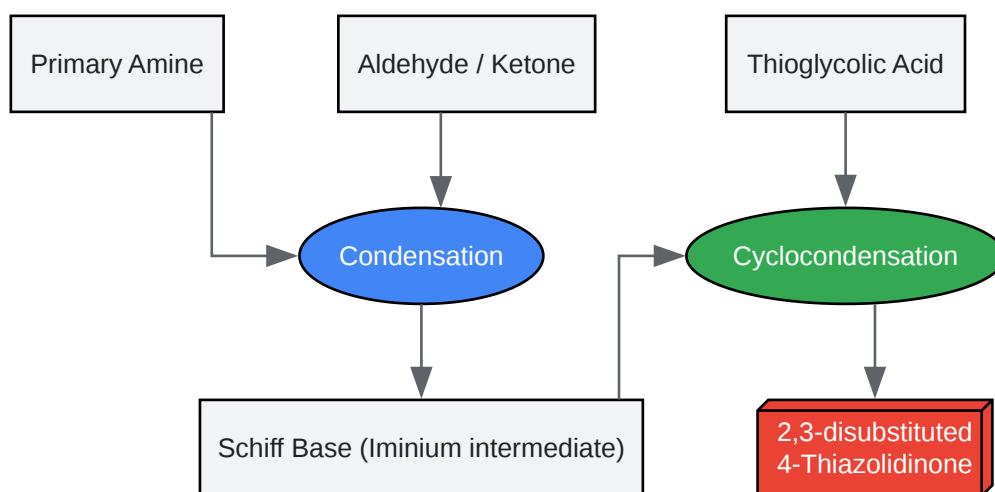 Primary Amine
Aldehyde / Ketone
Thioglycolic Acid
Condensation
Cyclocondensation
Schiff Base (Iminium intermediate)
2,3-disubstituted
4-Thiazolidinone